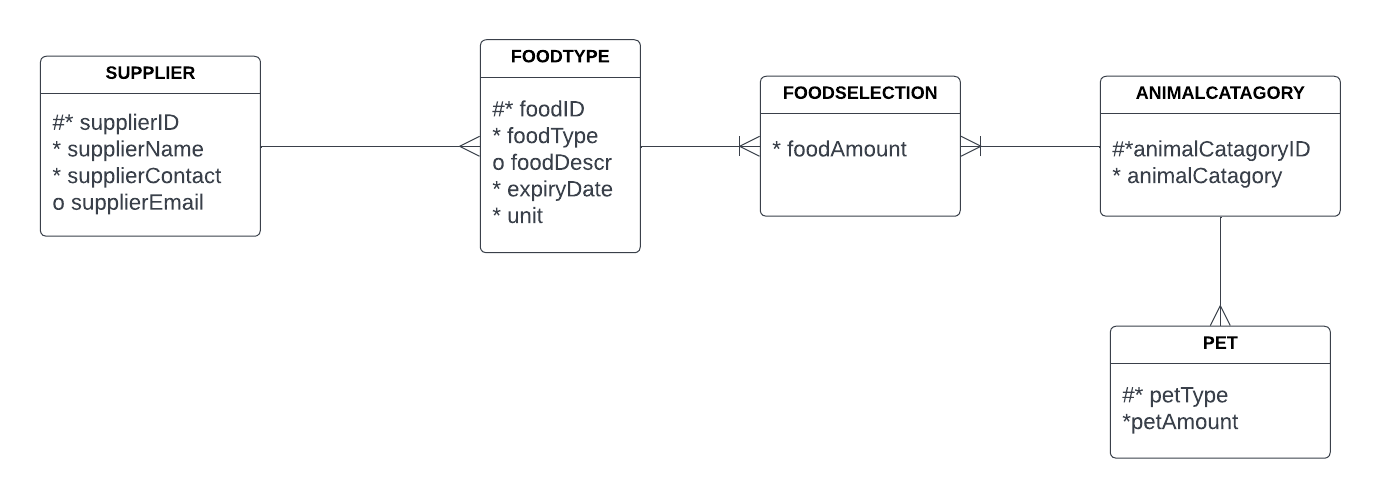 SUPPLIER
#* supplierID
* supplierName
* supplierContact
o supplierEmail
FOODTYPE
#* foodID
* foodType
o foodDescr
* expiryDate
* unit
FOODSELECTION
* foodAmount
ANIMALCATAGORY
#*animalCatagoryID
* animalCatagory
PET
#* petType
*petAmount